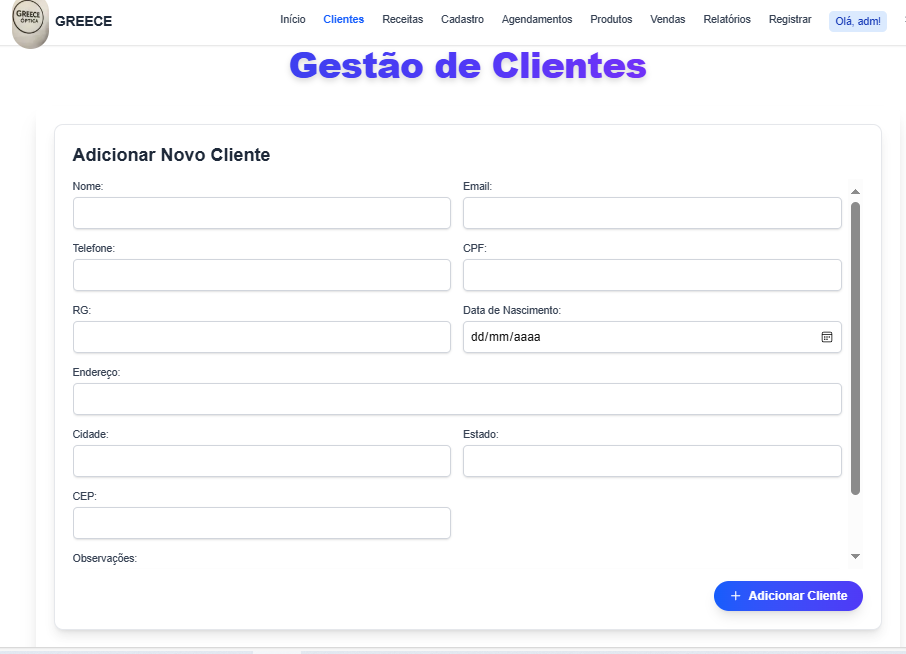 GREECE
ÓPTICA
GREECE
Início Clientes Receitas Cadastro Agendamentos Produtos Vendas Relatórios Registrar Olá, adm!
Gestão de Clientes
Adicionar Novo Cliente
Nome: Email:
Telefone: CPF:
RG: Data de Nascimento:
dd/mm/aaaa
Endereço:
Cidade: Estado:
CEP:
Observações:
+ Adicionar Cliente